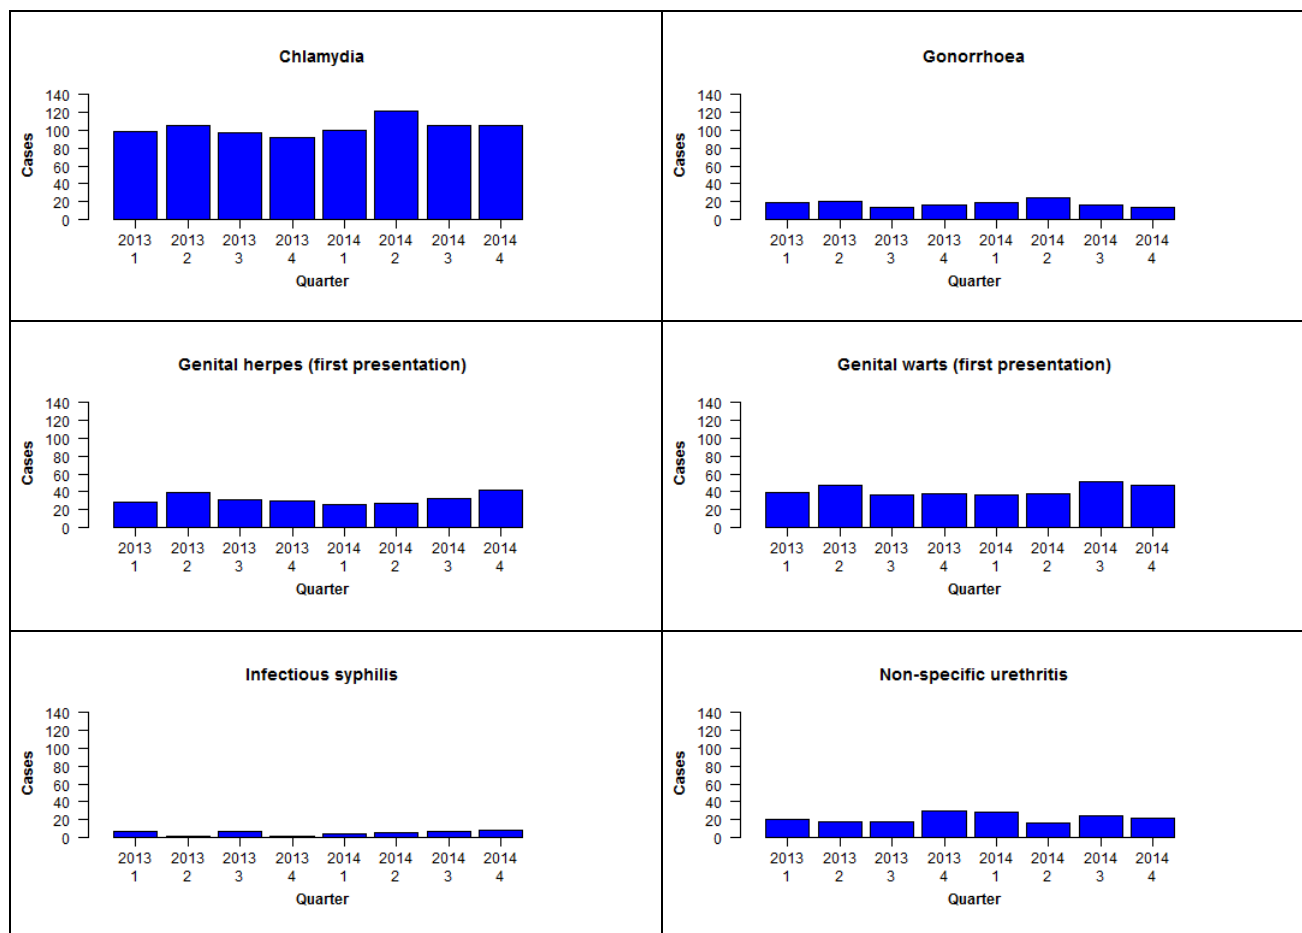 Chlamydia
Cases
140
120
100
80
60
40
20
0
2013 2013 2013 2013 2014 2014 2014 2014
1 2 3 4 1 2 3 4
Quarter
Gonorrhoea
Cases
140
120
100
80
60
40
20
0
2013 2013 2013 2013 2014 2014 2014 2014
1 2 3 4 1 2 3 4
Quarter
Genital herpes (first presentation)
Cases
140
120
100
80
60
40
20
0
2013 2013 2013 2013 2014 2014 2014 2014
1 2 3 4 1 2 3 4
Quarter
Genital warts (first presentation)
Cases
140
120
100
80
60
40
20
0
2013 2013 2013 2013 2014 2014 2014 2014
1 2 3 4 1 2 3 4
Quarter
Infectious syphilis
Cases
140
120
100
80
60
40
20
0
2013 2013 2013 2013 2014 2014 2014 2014
1 2 3 4 1 2 3 4
Quarter
Non-specific urethritis
Cases
140
120
100
80
60
40
20
0
2013 2013 2013 2013 2014 2014 2014 2014
1 2 3 4 1 2 3 4
Quarter